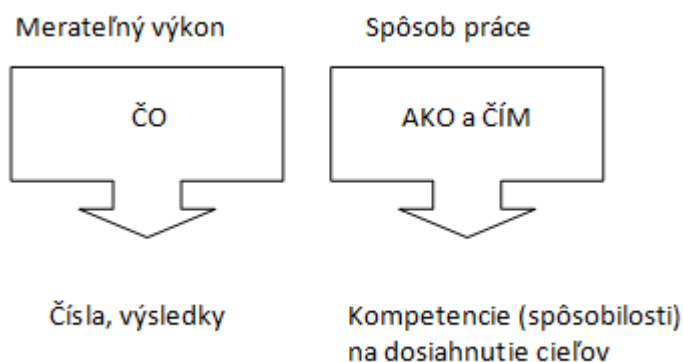 Merateľný výkon
Spôsob práce
ČO
AKO a ČÍM
Čísla, výsledky
Kompetencie (spôsobilosti)
na dosiahnutie cieľov